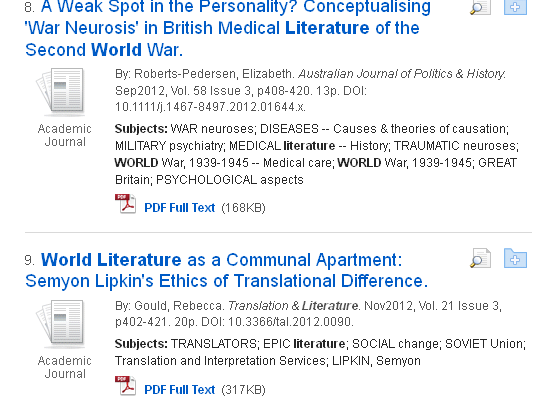 8. A Weak Spot in the Personality? Conceptualising
'War Neurosis' in British Medical Literature of the
Second World War.
By: Roberts-Pedersen, Elizabeth. Australian Journal of Politics & History.
Sep2012, Vol. 58 Issue 3, p408-420. 13p. DOI:
10.1111/j.1467-8497.2012.01644.x.
Academic
Journal
Subjects: WAR neuroses; DISEASES -- Causes & theories of causation;
MILITARY psychiatry; MEDICAL literature -- History; TRAUMATIC neuroses;
WORLD War, 1939-1945 -- Medical care; WORLD War, 1939-1945; GREAT
Britain; PSYCHOLOGICAL aspects
PDF Full Text (168KB)
9. World Literature as a Communal Apartment:
Semyon Lipkin's Ethics of Translational Difference.
By: Gould, Rebecca. Translation & Literature. Nov2012, Vol. 21 Issue 3,
p402-421. 20p. DOI: 10.3366/tal.2012.0090.
Academic
Journal
Subjects: TRANSLATORS; EPIC literature; SOCIAL change; SOVIET Union;
Translation and Interpretation Services; LIPKIN, Semyon
PDF Full Text (317KB)